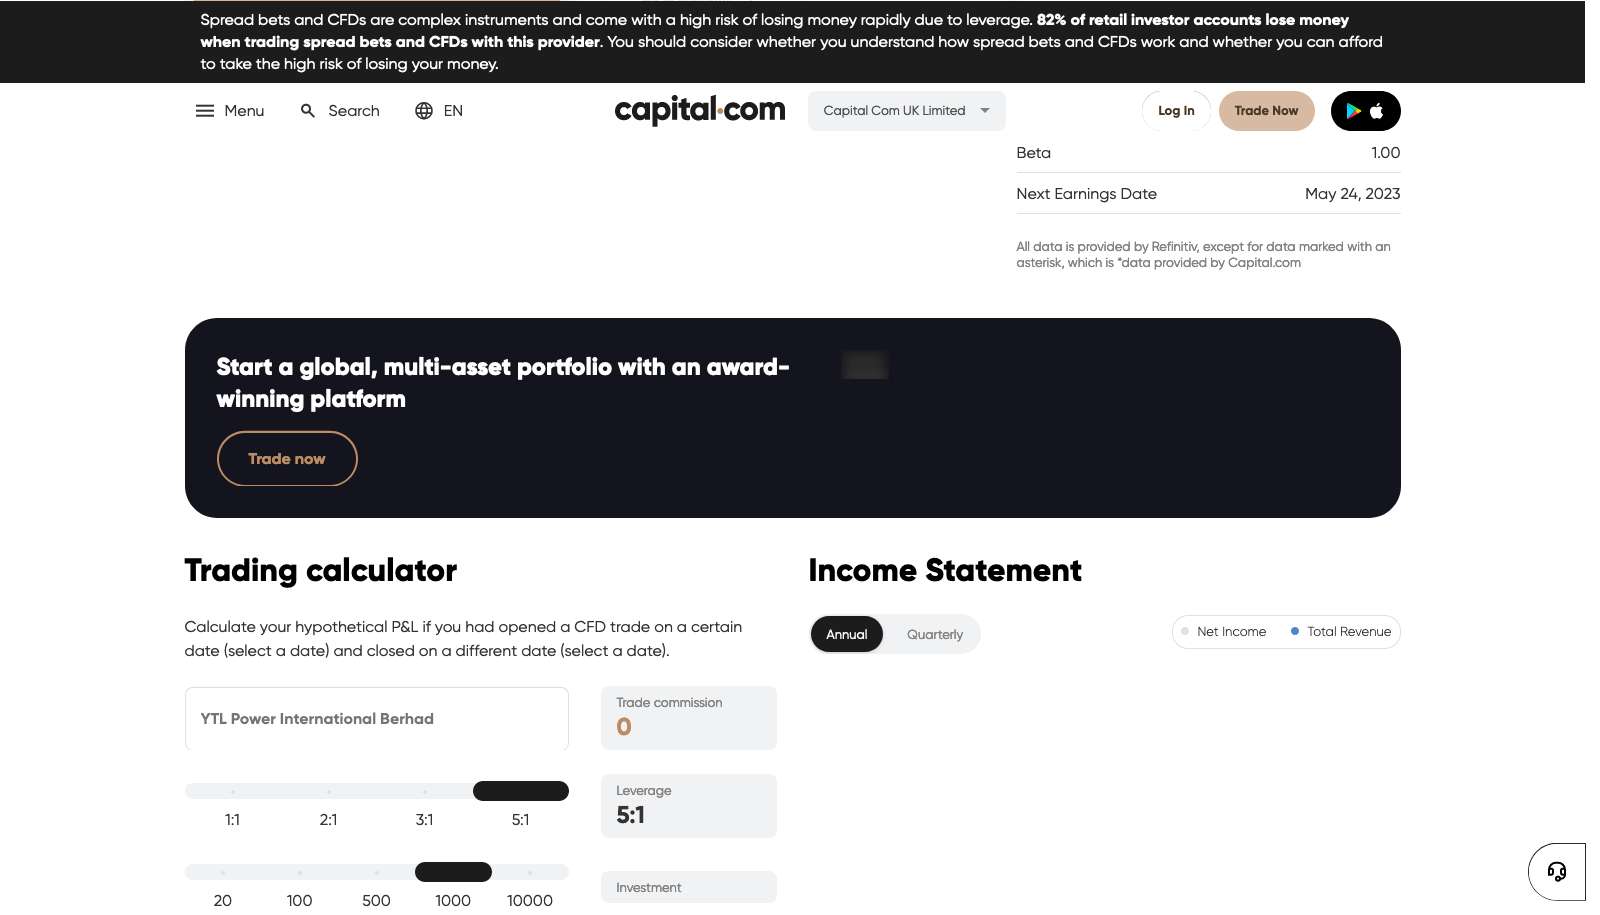 Spread bets and CFDs are complex instruments and come with a high risk of losing money rapidly due to leverage. 82% of retail investor accounts lose money
when trading spread bets and CFDs with this provider. You should consider whether you understand how spread bets and CFDs work and whether you can afford
to take the high risk of losing your money.
Menu Search EN capital.com Capital Com UK Limited Log In Trade Now
Beta 1.00
Next Earnings Date May 24, 2023
All data is provided by Refinitiv, except for data marked with an
asterisk, which is *data provided by Capital.com
Start a global, multi-asset portfolio with an award-
winning platform
Trade now
Trading calculator
Calculate your hypothetical P&L if you had opened a CFD trade on a certain
date (select a date) and closed on a different date (select a date).
YTL Power International Berhad
Trade commission
0
1:1 2:1 3:1 5:1
Leverage
5:1
20 100 500 1000 10000
Investment
Income Statement
Annual Quarterly
Net Income Total Revenue